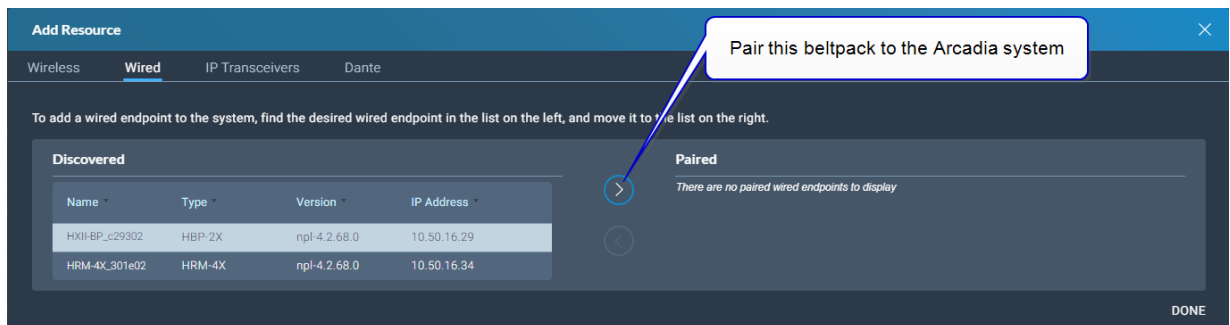 Add Resource
Pair this beltpack to the Arcadia system
Wireless Wired IP Transceivers Dante
To add a wired endpoint to the system, find the desired wired endpoint in the list on the left, and move it to the list on the right.
Discovered
Name Type Version IP Address
HXII-BP_c29302 HBP-2X npl-4.2.68.0 10.50.16.29
HRM-4X_301e02 HRM-4X npl-4.2.68.0 10.50.16.34
Paired
There are no paired wired endpoints to display
DONE